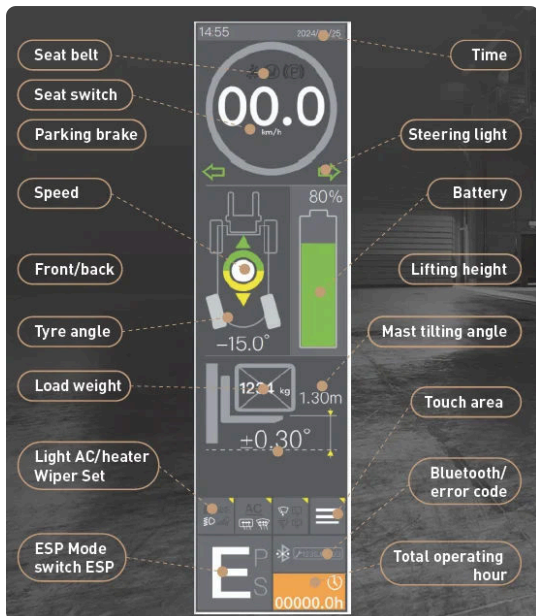 14:55
Seat belt
Seat switch
Parking brake
Speed
Front/back
Tyre angle
Load weight
Light AC/heater
Wiper Set
ESP Mode
switch ESP
P
00.0
km/h
80%
-15.0°
1234 kg
1.30m
±0.30°
AC
E
P
S
00000.0h
Time
Steering light
Battery
Lifting height
Mast tilting angle
Touch area
Bluetooth/
error code
Total operating
hour